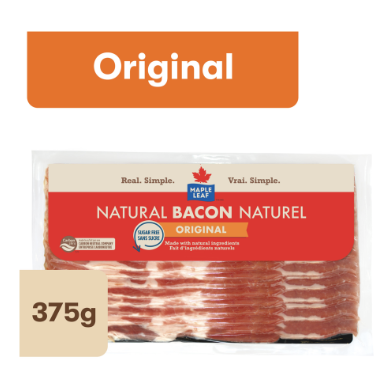 Original
Real. Simple.
Vrai. Simple.
MAPLE
LEAF
NATURAL BACON NATUREL
ORIGINAL
SUGAR FREE
SANS SUCRE
Made with natural ingredients
Fait d'ingrédients naturels
375g